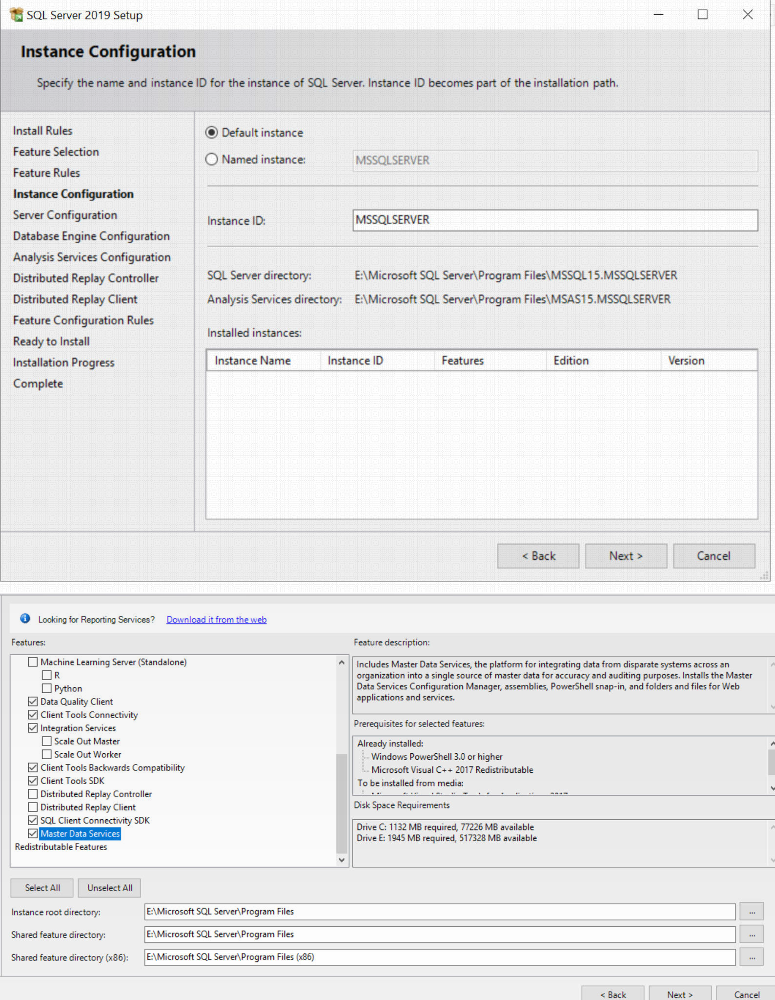 SQL Server 2019 Setup
Instance Configuration
Specify the name and instance ID for the instance of SQL Server. Instance ID becomes part of the installation path.
Install Rules
Feature Selection
Feature Rules
Instance Configuration
Server Configuration
Database Engine Configuration
Analysis Services Configuration
Distributed Replay Controller
Distributed Replay Client
Feature Configuration Rules
Ready to Install
Installation Progress
Complete
Default instance
Named instance: MSSQLSERVER
Instance ID: MSSQLSERVER
SQL Server directory: E:\Microsoft SQL Server\Program Files\MSSQL15.MSSQLSERVER
Analysis Services directory: E:\Microsoft SQL Server\Program Files\MSAS15.MSSQLSERVER
Installed instances:
Instance Name Instance ID Features Edition Version
< Back Next > Cancel
Looking for Reporting Services? Download it from the web
Features:
Machine Learning Server (Standalone)
R
Python
Data Quality Client
Client Tools Connectivity
Integration Services
Scale Out Master
Scale Out Worker
Client Tools Backwards Compatibility
Client Tools SDK
Distributed Replay Controller
Distributed Replay Client
SQL Client Connectivity SDK
Master Data Services
Redistributable Features
Feature description:
Includes Master Data Services, the platform for integrating data from disparate systems across an
organization into a single source of master data for accuracy and auditing purposes. Installs the Master
Data Services Configuration Manager, assemblies, PowerShell snap-in, and folders and files for Web
applications and services.
Prerequisites for selected features:
Already installed:
Windows PowerShell 3.0 or higher
Microsoft Visual C++ 2017 Redistributable
To be installed from media:
Disk Space Requirements
Drive C: 1132 MB required, 77226 MB available
Drive E: 1945 MB required, 517328 MB available
Select All Unselect All
Instance root directory: E:\Microsoft SQL Server\Program Files ...
Shared feature directory: E:\Microsoft SQL Server\Program Files ...
Shared feature directory (x86): E:\Microsoft SQL Server\Program Files (x86) ...
< Back Next > Cancel